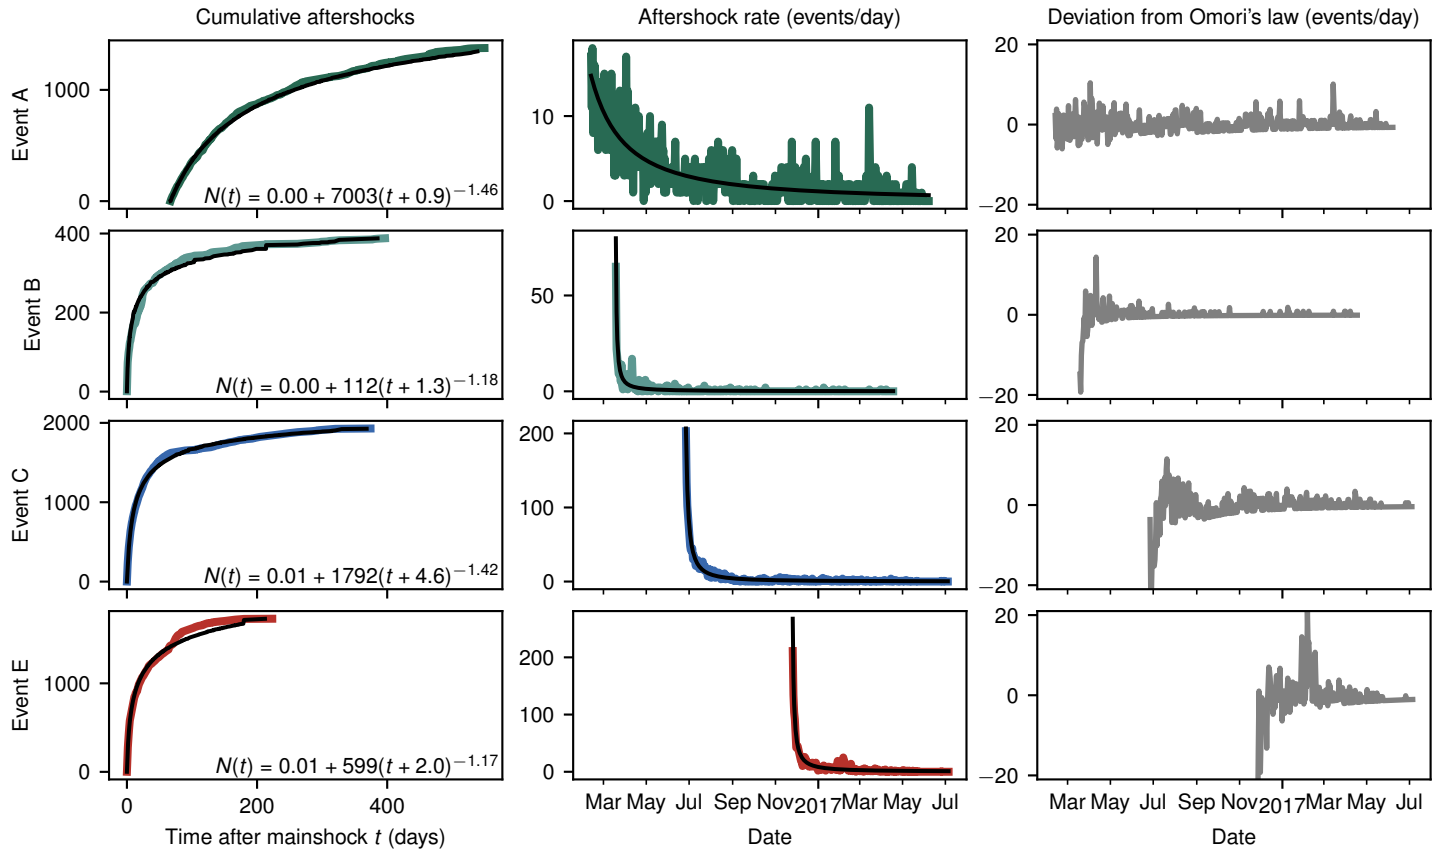 Cumulative aftershocks
Aftershock rate (events/day)
Deviation from Omori's law (events/day)
Event A
1000
0
N(t) = 0.00 + 7003(t + 0.9)^−1.46
10
0
20
0
−20
Event B
400
200
0
N(t) = 0.00 + 112(t + 1.3)^−1.18
50
0
20
0
−20
Event C
2000
1000
0
N(t) = 0.01 + 1792(t + 4.6)^−1.42
200
100
0
20
0
−20
Event E
1000
0
N(t) = 0.01 + 599(t + 2.0)^−1.17
200
100
0
20
0
−20
0 200 400
Time after mainshock t (days)
Mar May Jul Sep Nov 2017 Mar May Jul
Date
Mar May Jul Sep Nov 2017 Mar May Jul
Date